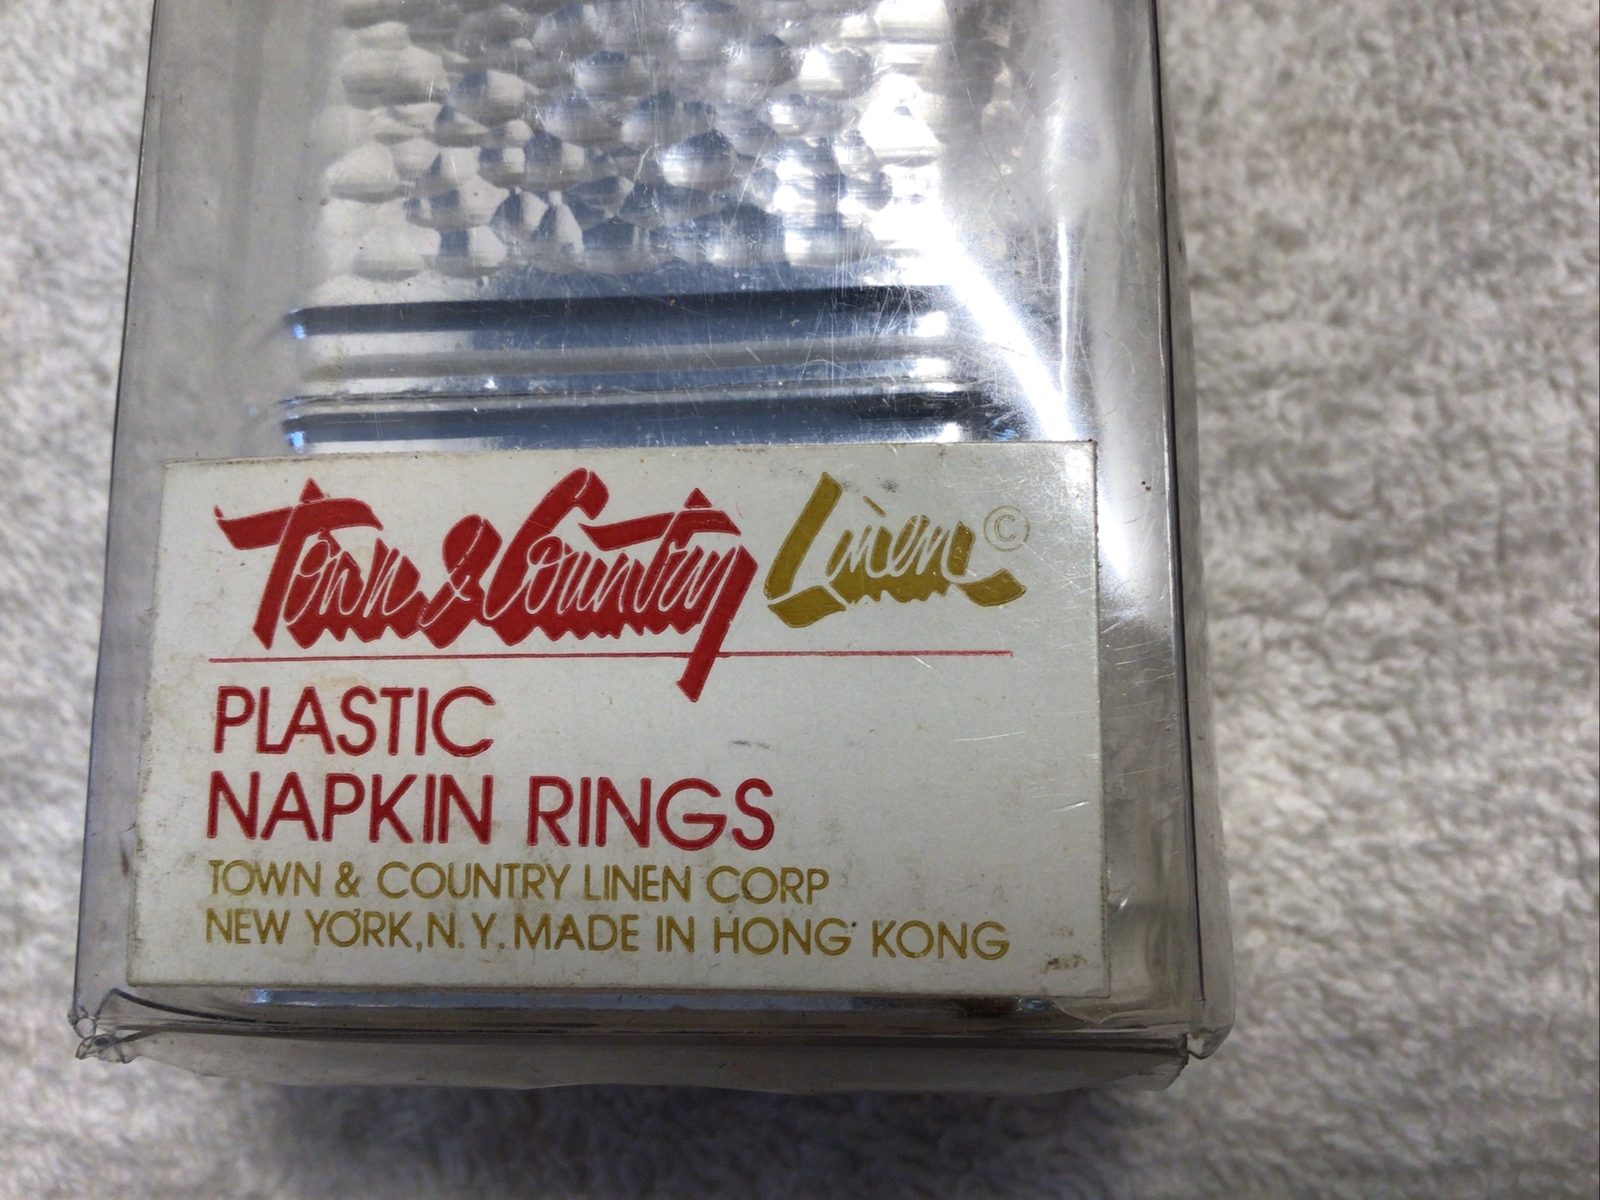 Town & Country Linen ©
PLASTIC
NAPKIN RINGS
TOWN & COUNTRY LINEN CORP
NEW YORK, N.Y. MADE IN HONG KONG